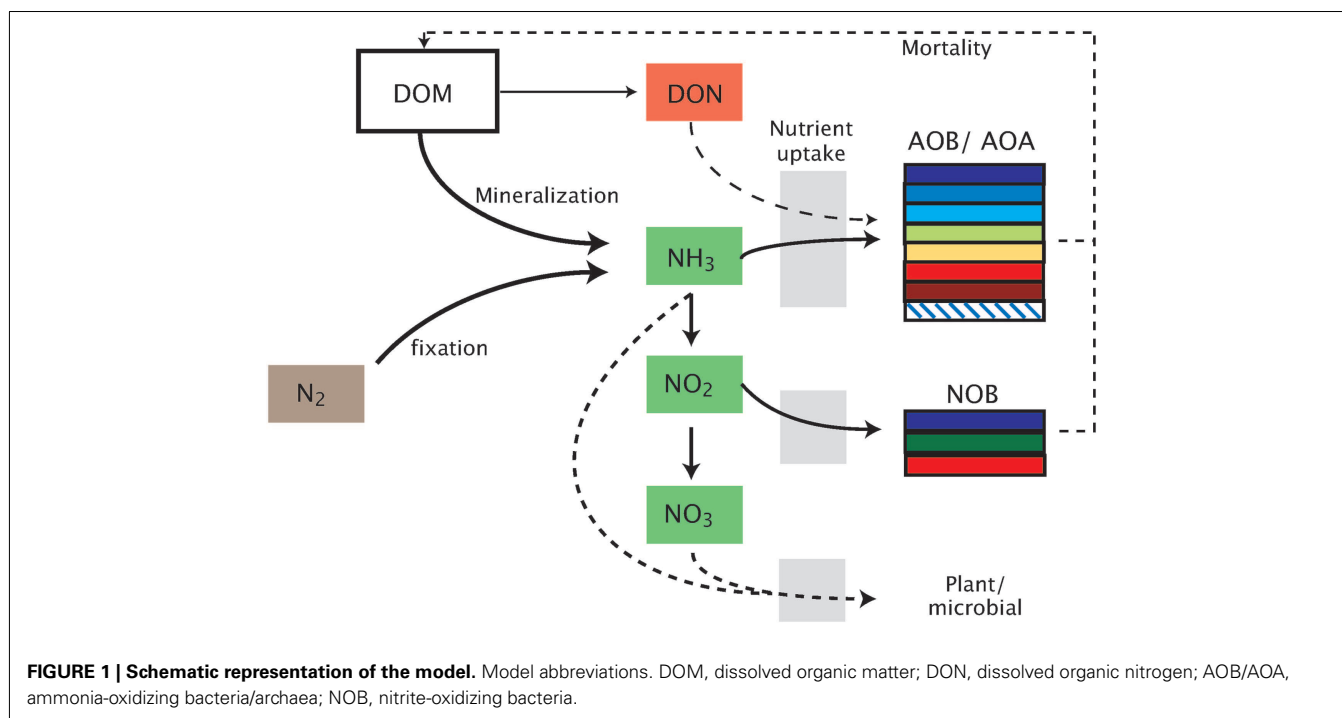 Mortality
DOM
DON
Nutrient
uptake
AOB/ AOA
Mineralization
NH₃
fixation
N₂
NO₂
NOB
NO₃
Plant/
microbial
FIGURE 1 | Schematic representation of the model. Model abbreviations. DOM, dissolved organic matter; DON, dissolved organic nitrogen; AOB/AOA,
ammonia-oxidizing bacteria/archaea; NOB, nitrite-oxidizing bacteria.